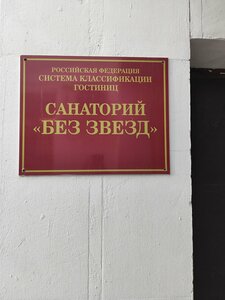 РОССИЙСКАЯ ФЕДЕРАЦИЯ
СИСТЕМА КЛАССИФИКАЦИИ
ГОСТИНИЦ
САНАТОРИЙ
«БЕЗ ЗВЕЗД»